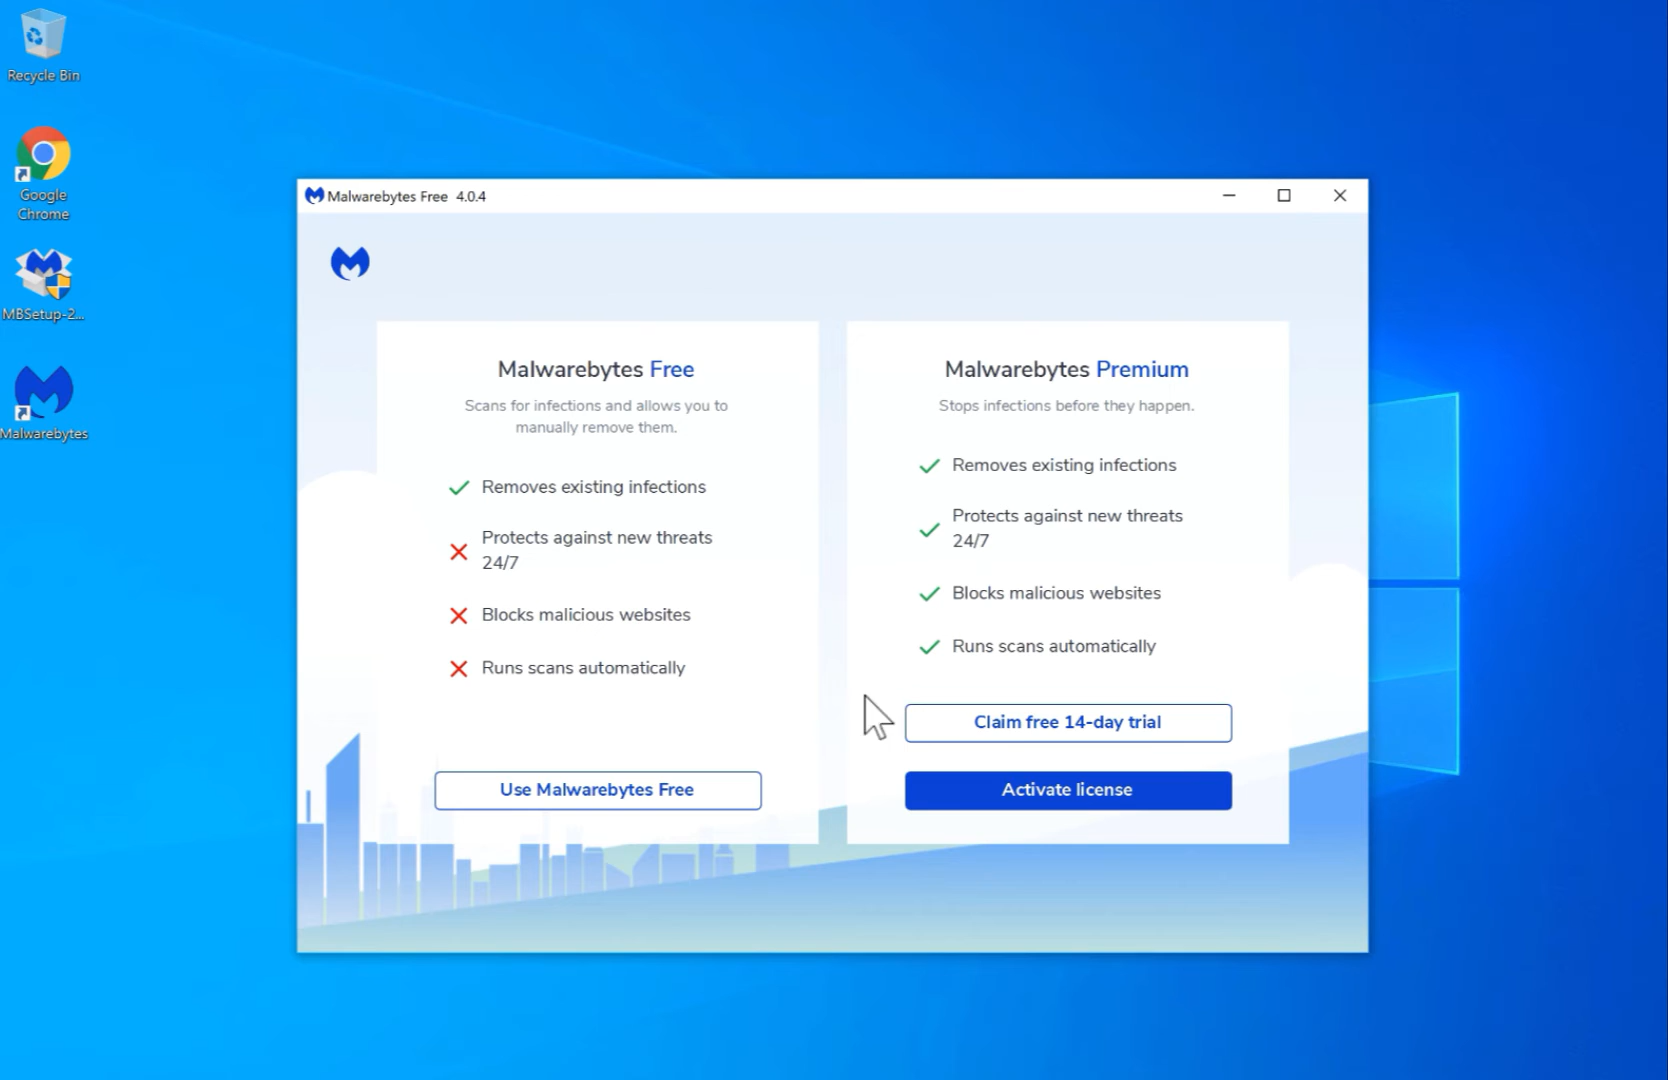 Recycle Bin
Google
Chrome
MBSetup-2...
Malwarebytes
Malwarebytes Free 4.0.4
Malwarebytes Free
Scans for infections and allows you to
manually remove them.
Removes existing infections
Protects against new threats
24/7
Blocks malicious websites
Runs scans automatically
Use Malwarebytes Free
Malwarebytes Premium
Stops infections before they happen.
Removes existing infections
Protects against new threats
24/7
Blocks malicious websites
Runs scans automatically
Claim free 14-day trial
Activate license